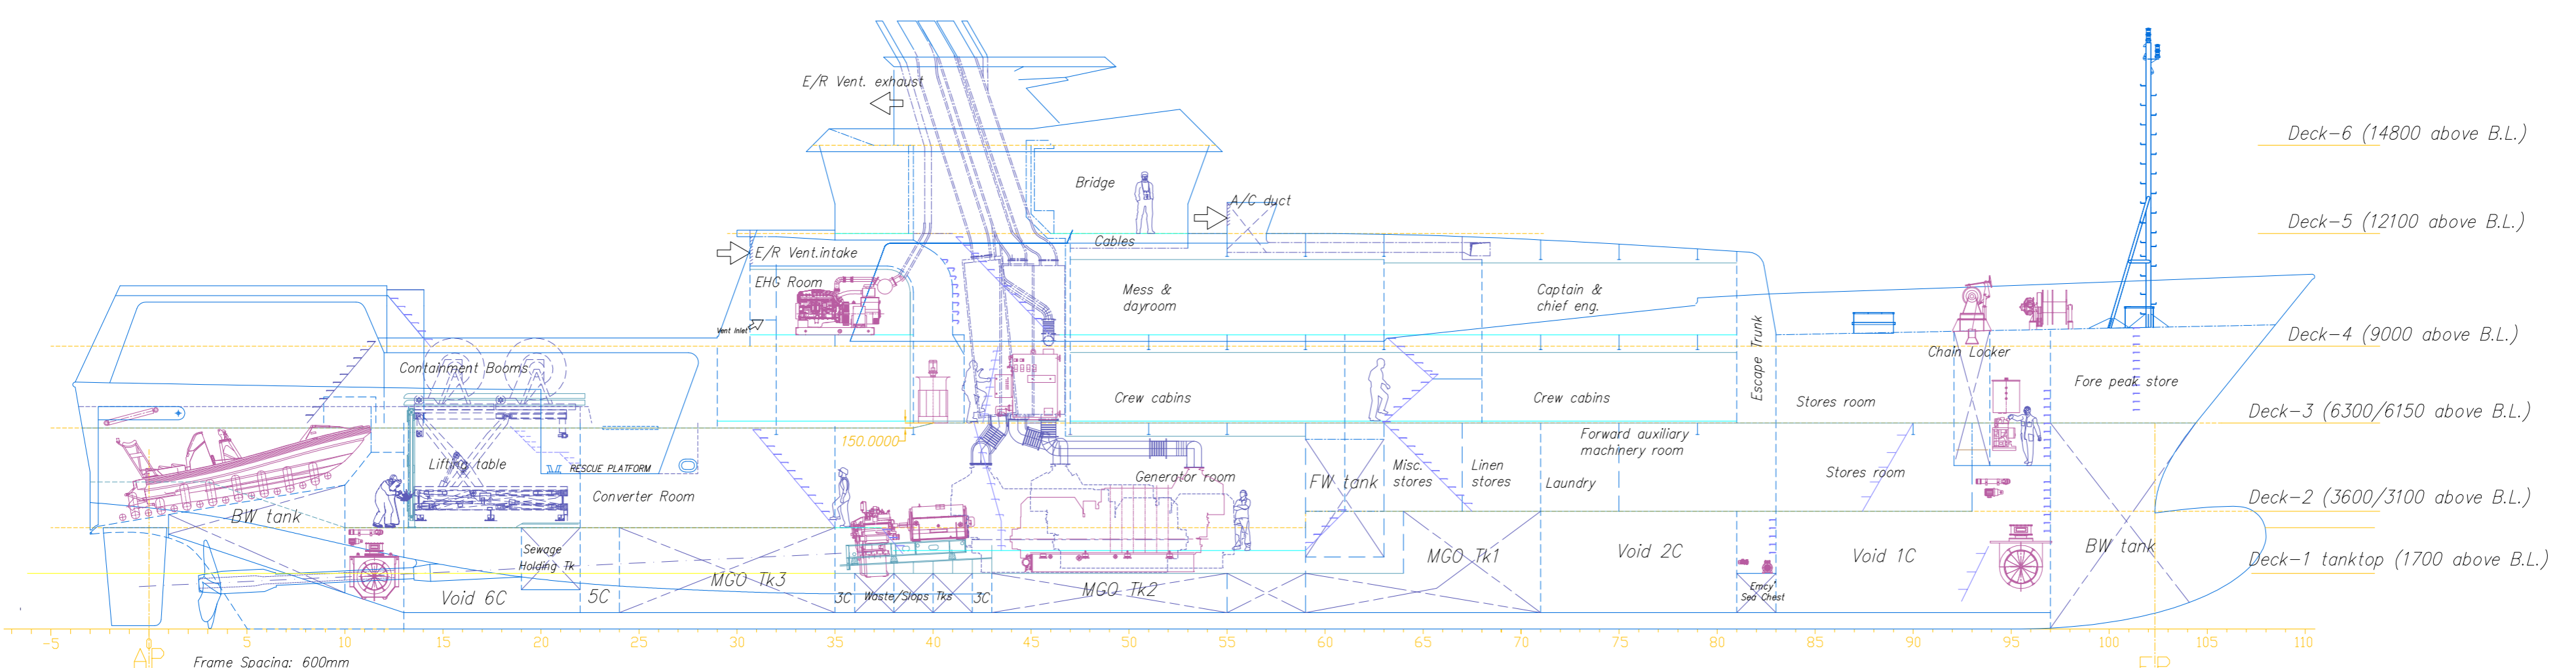 E/R Vent. exhaust
Deck-6 (14800 above B.L.)
Bridge
A/C duct
Deck-5 (12100 above B.L.)
Cables
E/R Vent.intake
EHG Room
Mess &
dayroom
Captain &
chief eng.
Vent Inlet
Escape Trunk
Deck-4 (9000 above B.L.)
Chain Locker
Containment Booms
Fore peak store
Crew cabins
Crew cabins
Stores room
Deck-3 (6300/6150 above B.L.)
150.0000
Forward auxiliary
machinery room
Lifting table
RESCUE PLATFORM
Generator room
Misc.
stores
Linen
stores
Stores room
FW tank
Laundry
Converter Room
Deck-2 (3600/3100 above B.L.)
BW tank
Sewage
Holding Tk
MGO Tk1
Void 2C
Void 1C
BW tank
Deck-1 tanktop (1700 above B.L.)
MGO Tk3
MGO Tk2
Emcy
Sea Chest
Void 6C
5C
3C
Waste/Slops Tks
3C
-5 0 5 10 15 20 25 30 35 40 45 50 55 60 65 70 75 80 85 90 95 100 105 110
AP
FP
Frame Spacing: 600mm